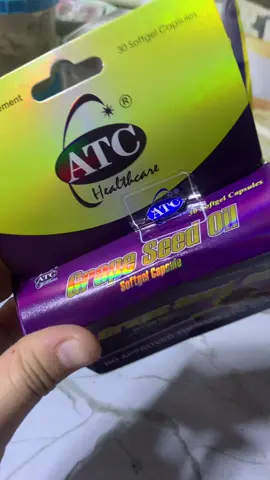 ement
30 Softgel Capsules
®
ATC
Healthcare
ATC
Softgel Capsules
ATC
Grape Seed Oil
Softgel Capsule